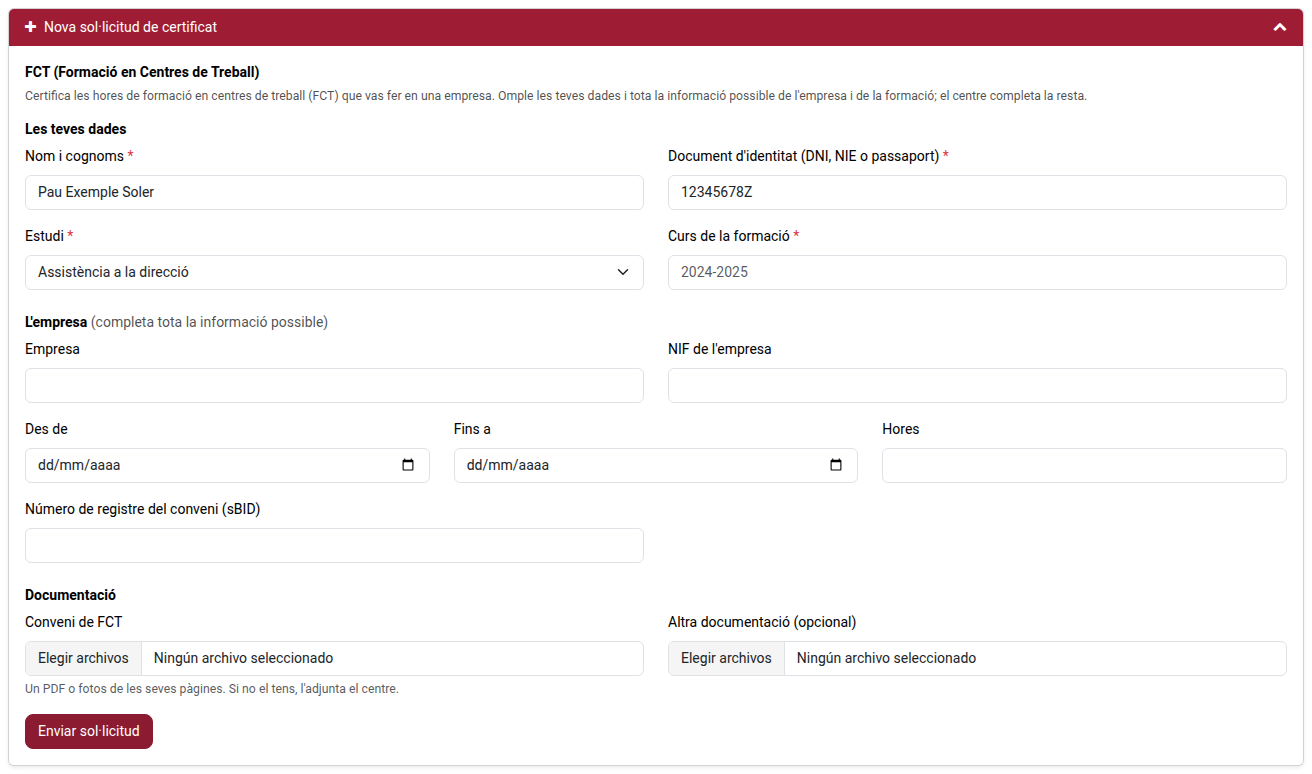 Nova sol·licitud de certificat
FCT (Formació en Centres de Treball)
Certifica les hores de formació en centres de treball (FCT) que vas fer en una empresa. Omple les teves dades i tota la informació possible de l'empresa i de la formació; el centre completa la resta.
Les teves dades
Nom i cognoms *
Document d'identitat (DNI, NIE o passaport) *
Pau Exemple Soler
12345678Z
Estudi *
Curs de la formació *
Assistència a la direcció
2024-2025
L'empresa (completa tota la informació possible)
Empresa
NIF de l'empresa
Des de
Fins a
Hores
dd/mm/aaaa
dd/mm/aaaa
Número de registre del conveni (sBID)
Documentació
Conveni de FCT
Altra documentació (opcional)
Elegir archivos Ningún archivo seleccionado
Elegir archivos Ningún archivo seleccionado
Un PDF o fotos de les seves pàgines. Si no el tens, l'adjunta el centre.
Enviar sol·licitud